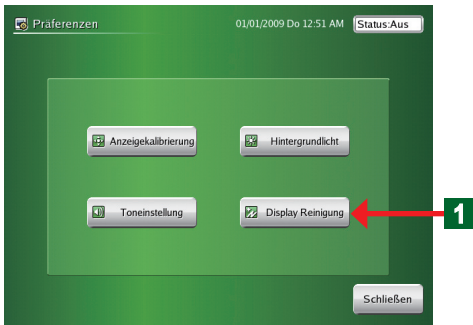 Präferenzen 01/01/2009 Do 12:51 AM Status:Aus
Anzeigekalibrierung Hintergrundlicht
Toneinstellung Display Reinigung 1
Schließen